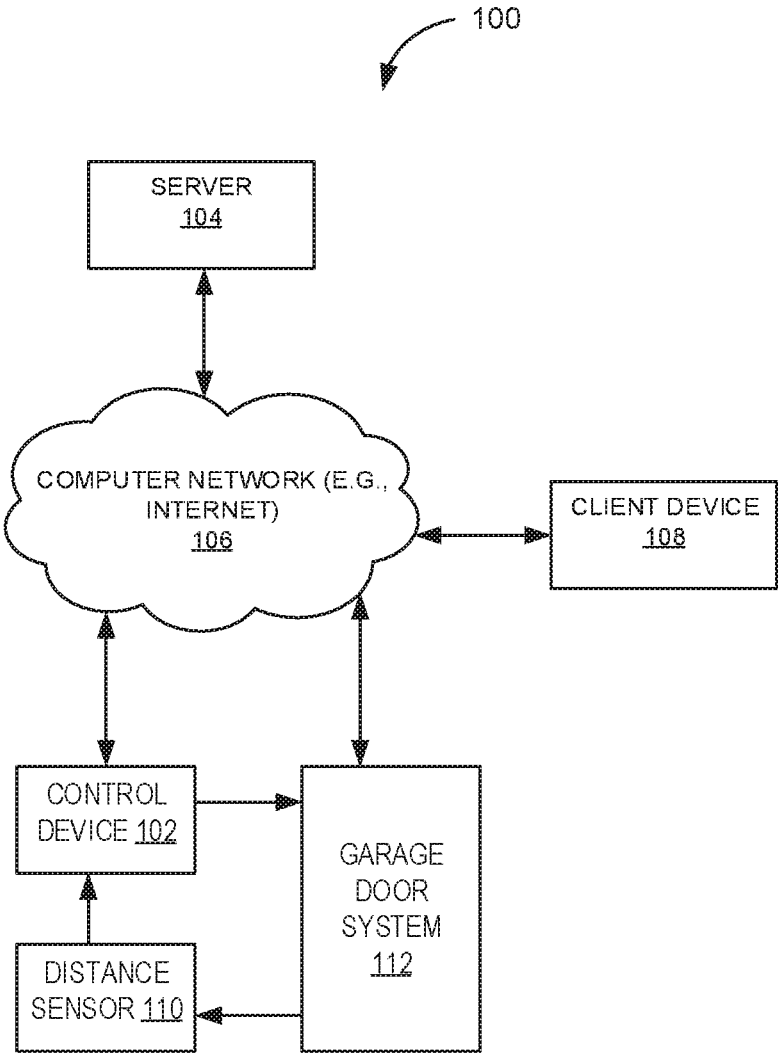 100
SERVER
104
COMPUTER NETWORK (E.G.,
INTERNET)
106
CLIENT DEVICE
108
CONTROL
DEVICE 102
GARAGE
DOOR
SYSTEM
112
DISTANCE
SENSOR 110